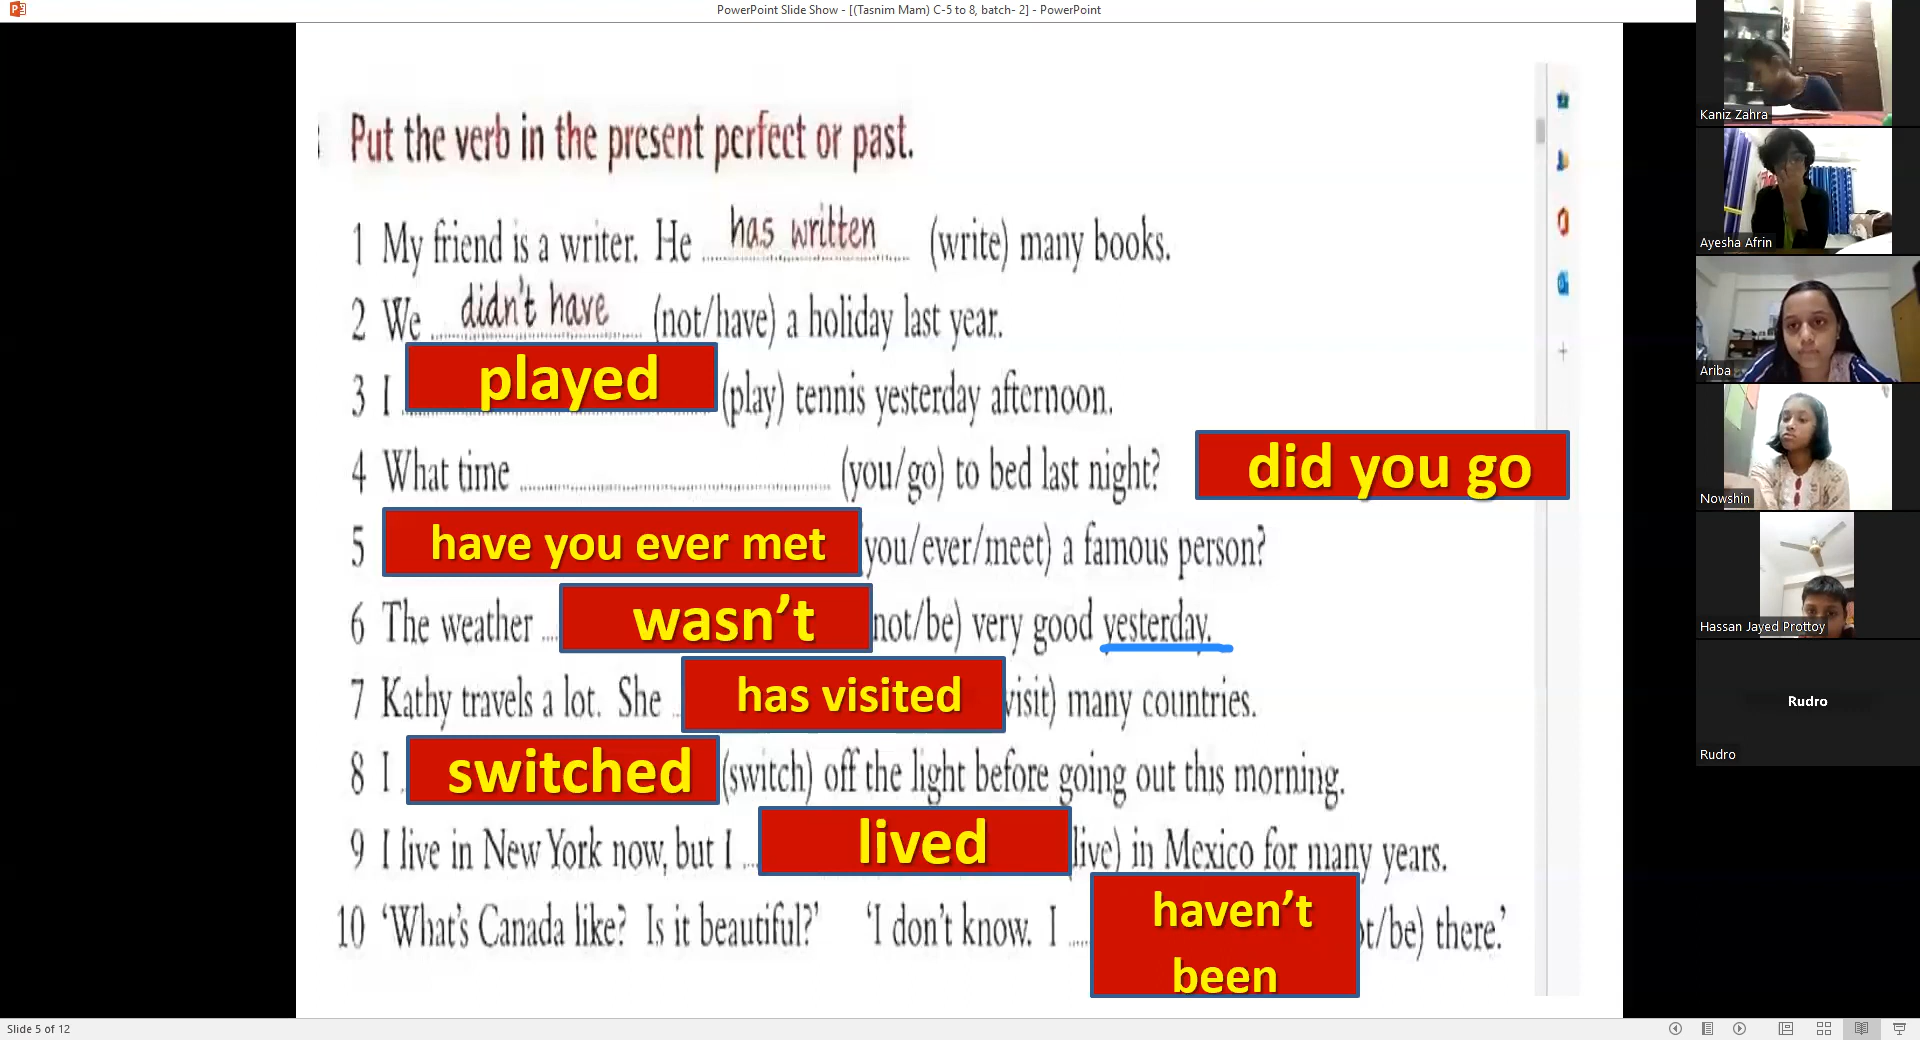 PowerPoint Slide Show - [(Tasnim Mam) C-5 to 8, batch- 2] - PowerPoint
Put the verb in the present perfect or past.
1 My friend is a writer. He has written (write) many books.
2 We didn't have (not/have) a holiday last year.
3 I played (play) tennis yesterday afternoon.
4 What time (you/go) to bed last night? did you go
5 have you ever met you/ever/meet) a famous person?
6 The weather wasn't not/be) very good yesterday.
7 Kathy travels a lot. She has visited visit) many countries.
8 I switched (switch) off the light before going out this morning.
9 I live in New York now, but I lived live) in Mexico for many years.
10 'What's Canada like? Is it beautiful?' 'I don't know. I haven't been t/be) there.'
Kaniz Zahra
Ayesha Afrin
Ariba
Nowshin
Hassan Jayed Prottoy
Rudro
Rudro
Slide 5 of 12